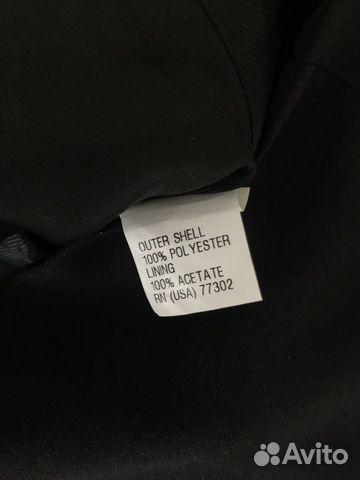 OUTER SHELL
100% POLYESTER
LINING
100% ACETATE
RN (USA) 77302
Avito